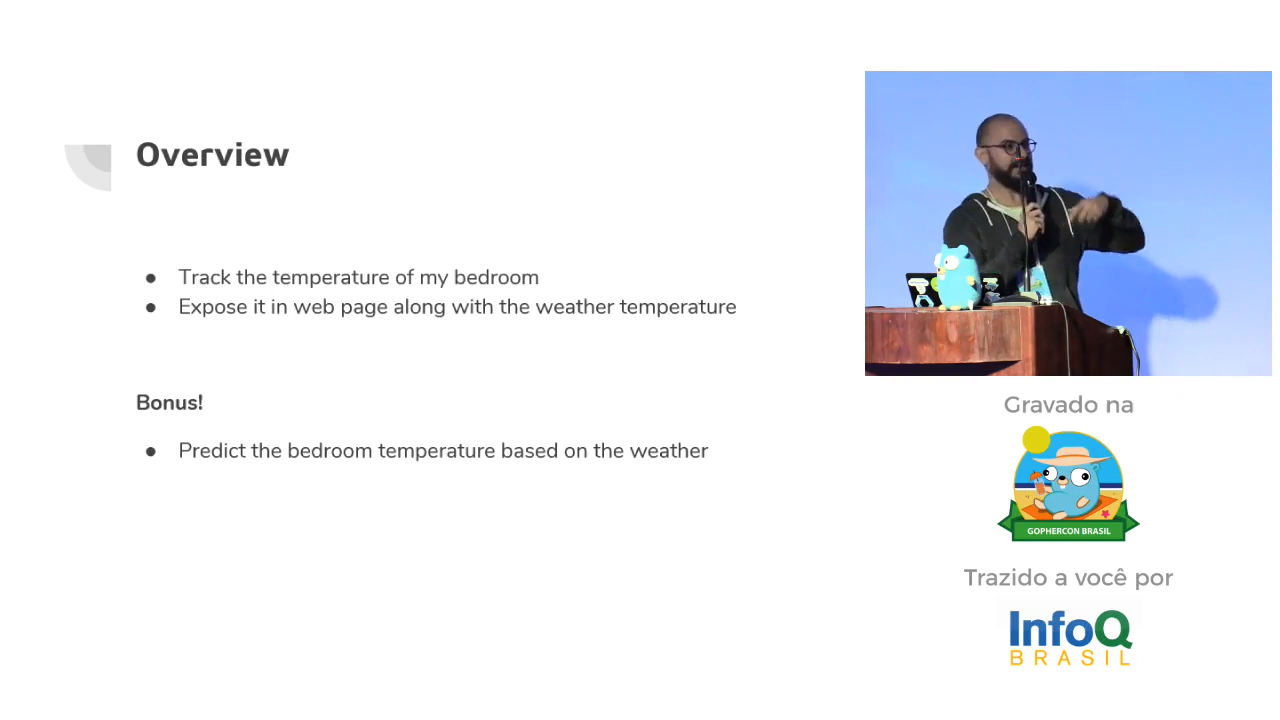 Overview
● Track the temperature of my bedroom
● Expose it in web page along with the weather temperature
Bonus!
● Predict the bedroom temperature based on the weather
Gravado na
GOPHERCON BRASIL
Trazido a você por
InfoQ
BRASIL